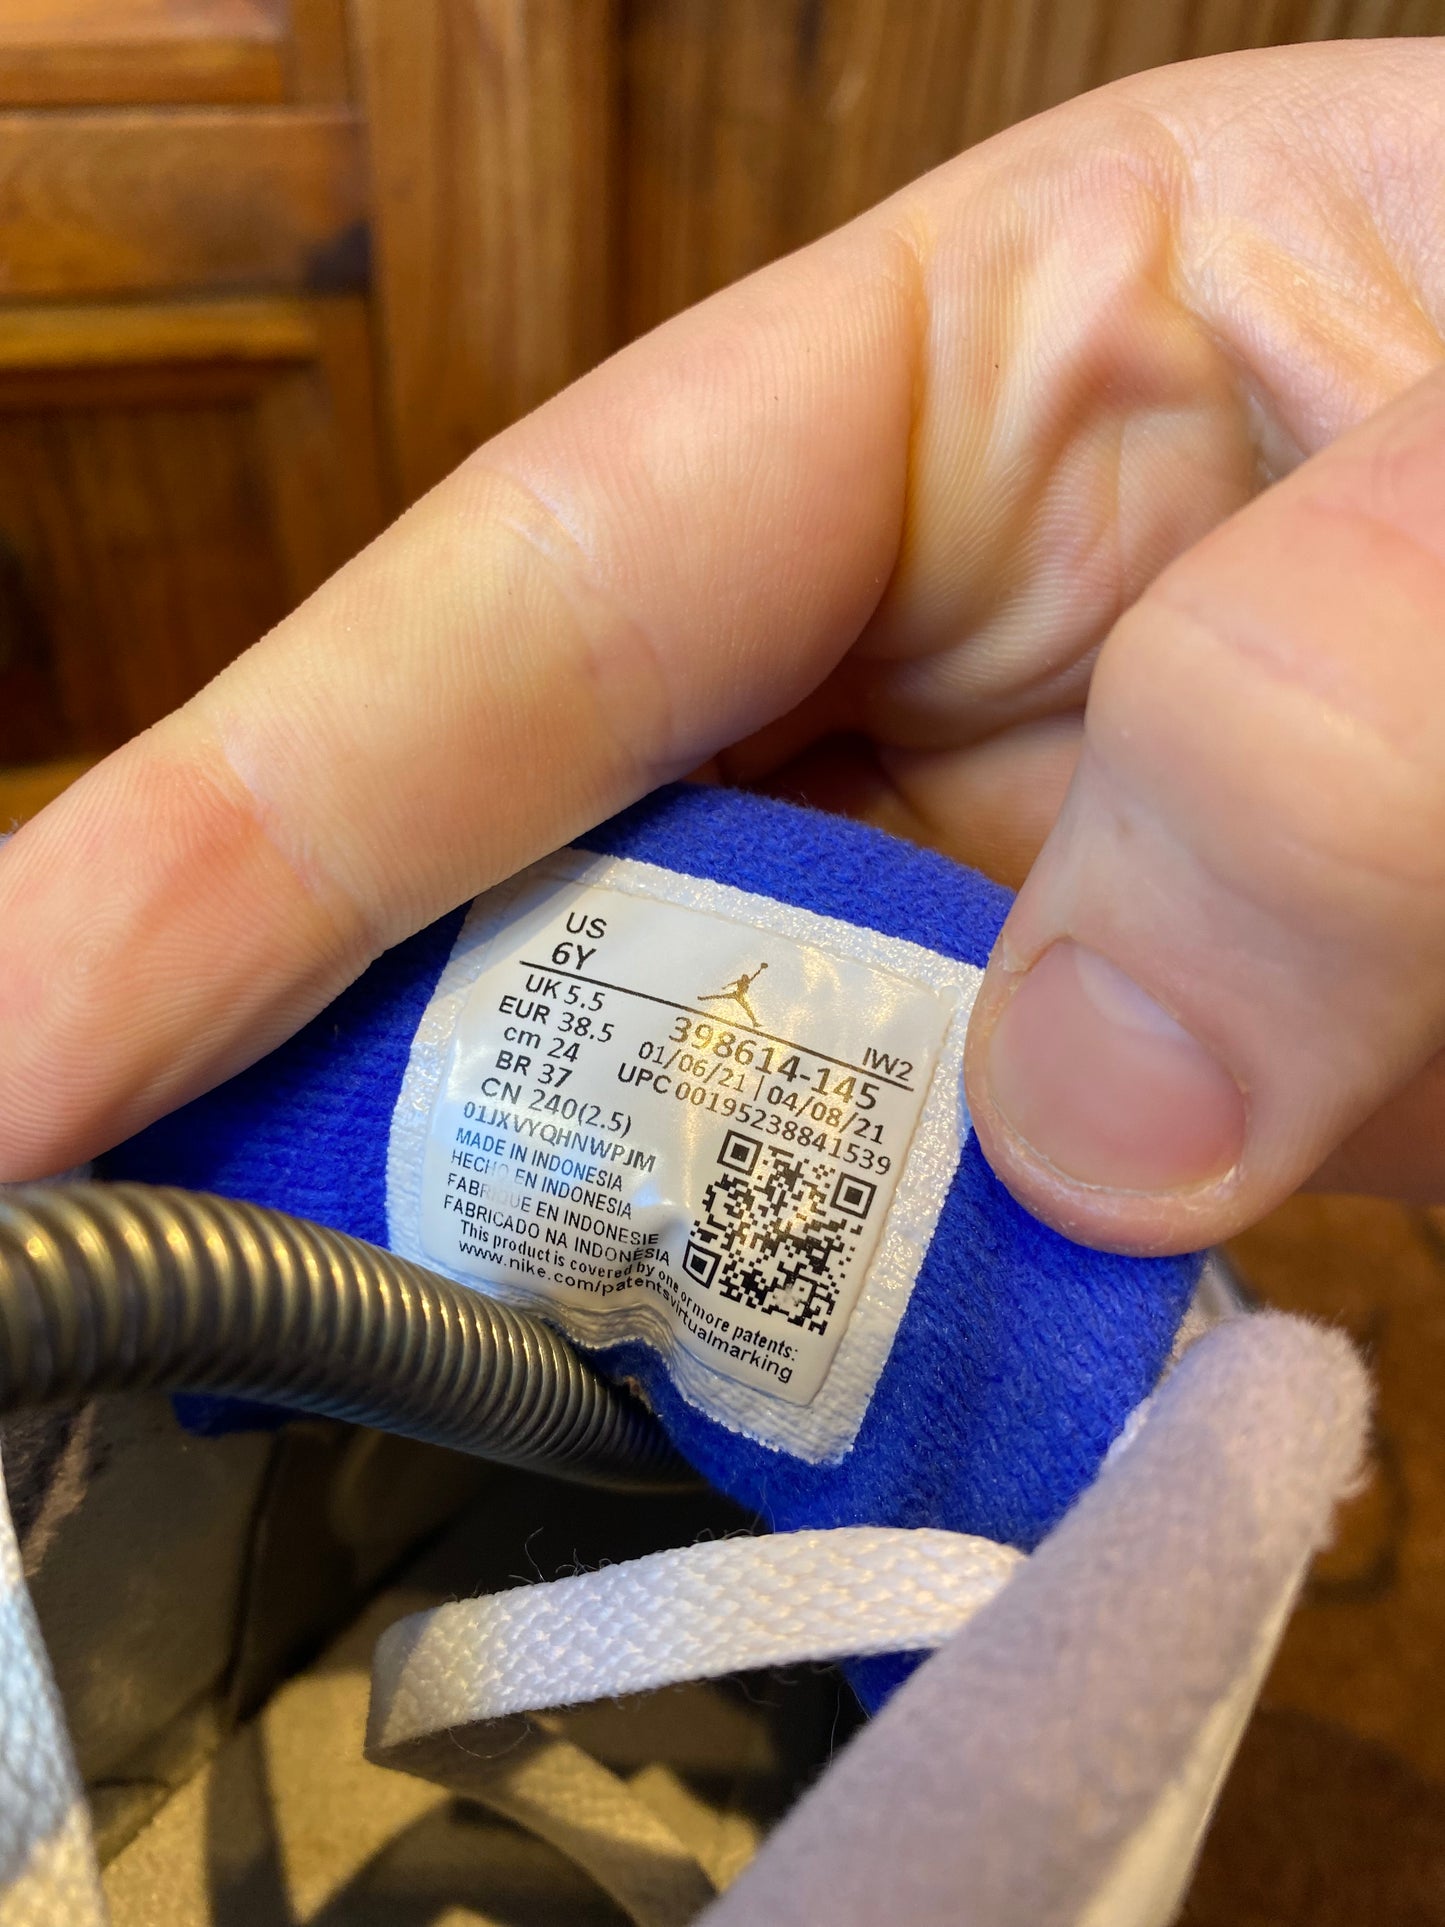 US
6Y
IW2
UK 5.5
EUR 38.5
cm 24
BR 37
CN 240(2.5)
398614-145
01/06/21 | 04/08/21
UPC 00195238841539
01JXVYQHNWPJM
MADE IN INDONESIA
HECHO EN INDONESIA
FABRIQUE EN INDONESIE
FABRICADO NA INDONÉSIA
This product is covered by one or more patents:
www.nike.com/patentsvirtualmarking